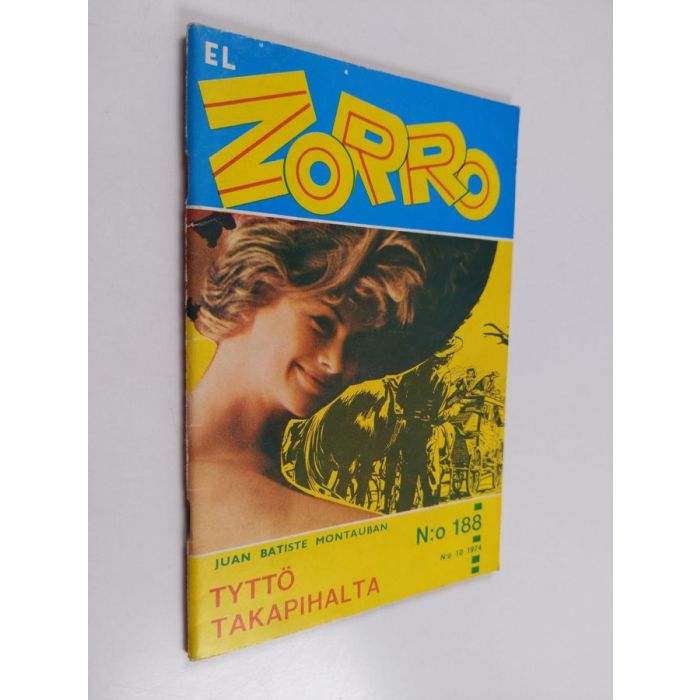 EL
ZORRO
JUAN BATISTE MONTAUBAN
N:o 188
N:o 10 1974
TYTTÖ
TAKAPIHALTA